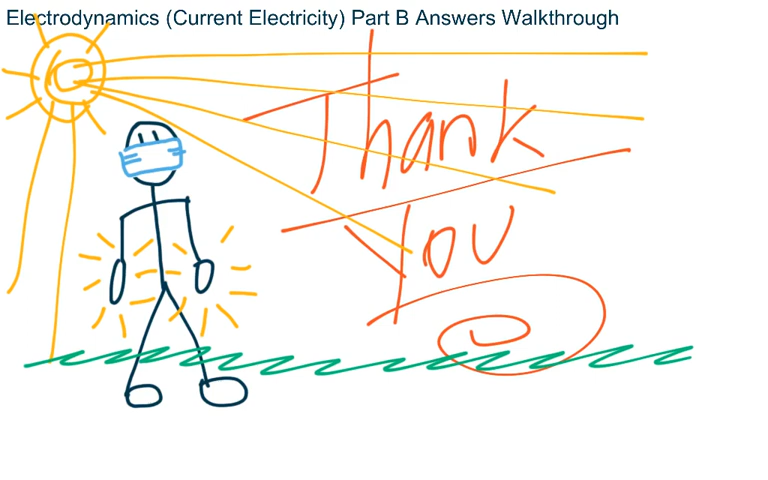 Electrodynamics (Current Electricity) Part B Answers Walkthrough
Thank
You